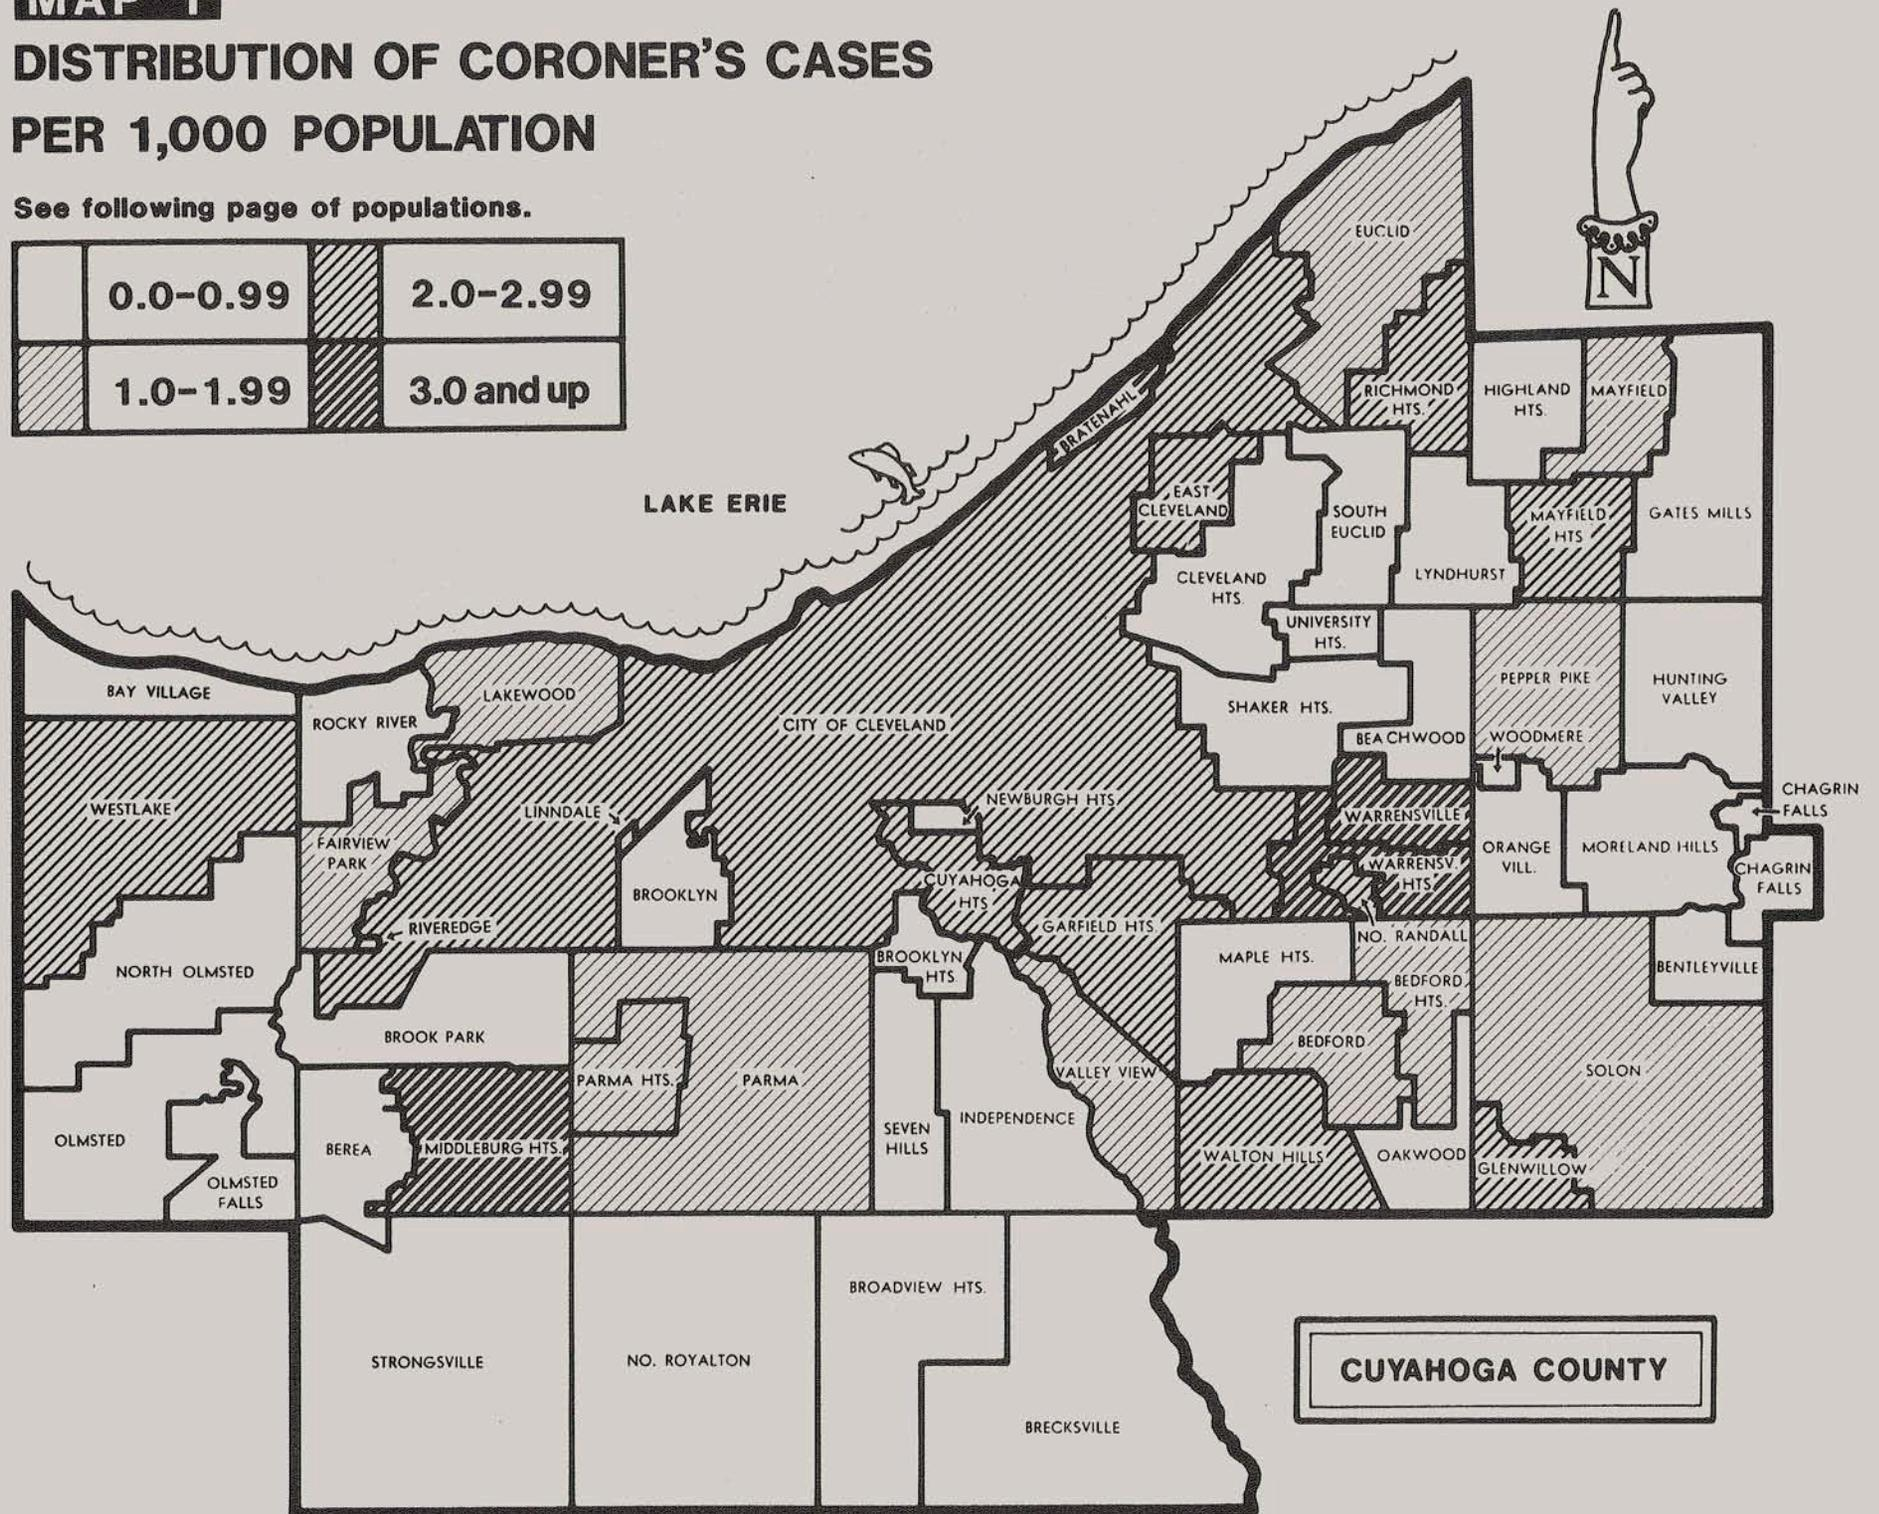 MAP 1
DISTRIBUTION OF CORONER'S CASES
PER 1,000 POPULATION
See following page of populations.
0.0-0.99
2.0-2.99
1.0-1.99
3.0 and up
N
LAKE ERIE
EUCLID
BRATENAHL
RICHMOND
HTS.
HIGHLAND
HTS.
MAYFIELD
EAST
CLEVELAND
SOUTH
EUCLID
MAYFIELD
HTS
GATES MILLS
CLEVELAND
HTS.
LYNDHURST
UNIVERSITY
HTS.
BAY VILLAGE
ROCKY RIVER
LAKEWOOD
CITY OF CLEVELAND
SHAKER HTS.
BEACHWOOD
PEPPER PIKE
WOODMERE
HUNTING
VALLEY
WESTLAKE
FAIRVIEW
PARK
LINNDALE
BROOKLYN
NEWBURGH HTS.
CUYAHOGA
HTS
WARRENSVILLE
WARRENSV.
HTS.
ORANGE
VILL.
MORELAND HILLS
CHAGRIN
FALLS
CHAGRIN
FALLS
RIVEREDGE
GARFIELD HTS.
NO. RANDALL
NORTH OLMSTED
BROOKLYN
HTS.
MAPLE HTS.
BEDFORD
HTS.
BENTLEYVILLE
BROOK PARK
BEDFORD
PARMA HTS.
PARMA
VALLEY VIEW
SOLON
OLMSTED
BEREA
MIDDLEBURG HTS.
SEVEN
HILLS
INDEPENDENCE
WALTON HILLS
OAKWOOD
GLENWILLOW
OLMSTED
FALLS
STRONGSVILLE
NO. ROYALTON
BROADVIEW HTS.
BRECKSVILLE
CUYAHOGA COUNTY